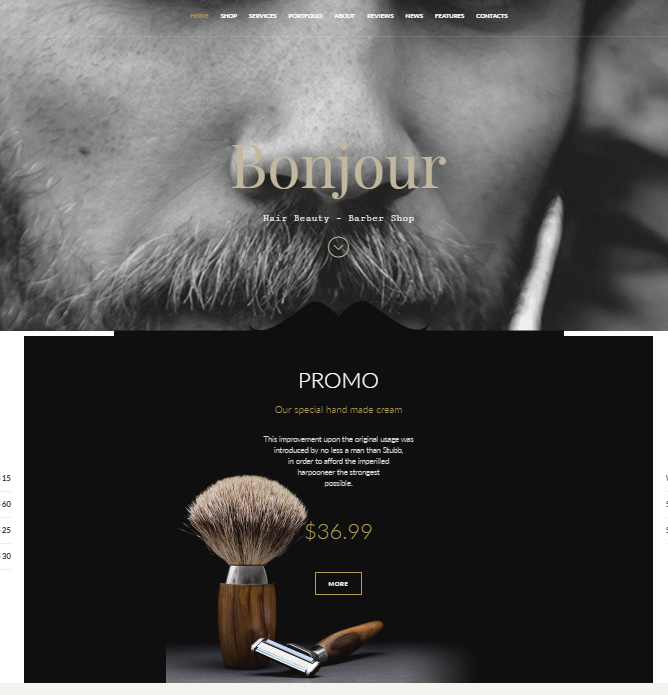 HOME SHOP SERVICES PORTFOLIO ABOUT REVIEWS NEWS FEATURES CONTACTS
Bonjour
Hair Beauty - Barber Shop
PROMO
Our special hand made cream
This improvement upon the original usage was
introduced by no less a man than Stubb,
in order to afford the imperilled
harpooneer the strongest
possible.
15
60
$36.99
25
30
MORE